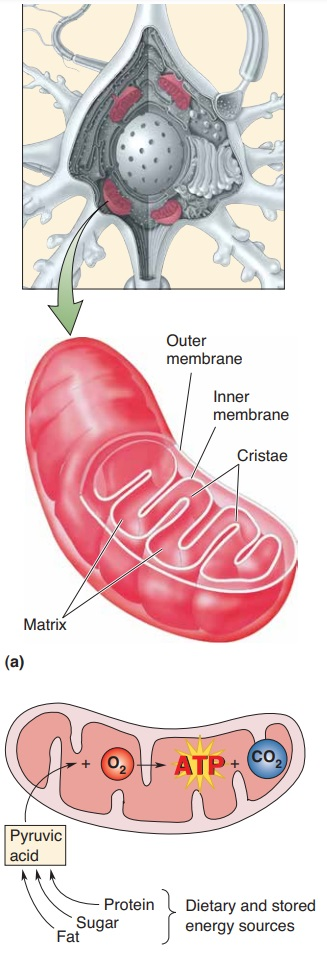 Outer
membrane
Inner
membrane
Cristae
Matrix
(a)
+ O2 ATP + CO2
Pyruvic
acid
Protein
Sugar
Fat
Dietary and stored
energy sources